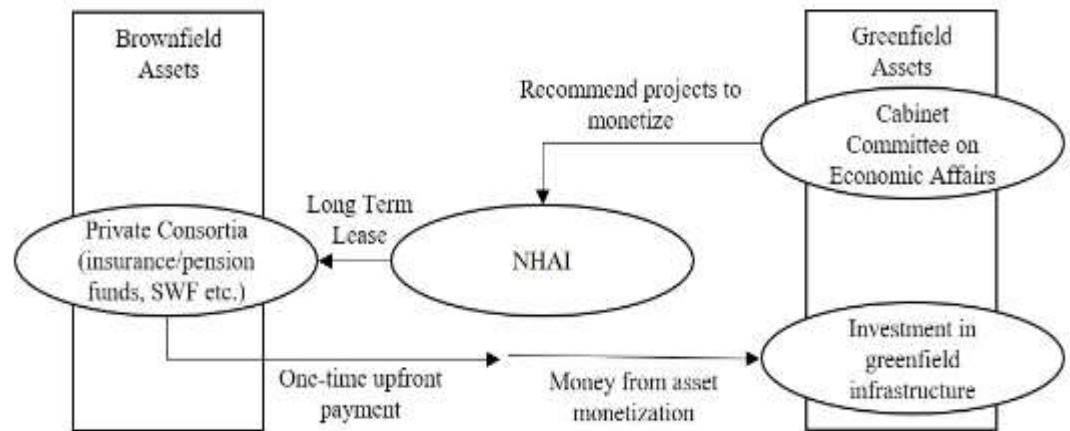 Brownfield
Assets
Greenfield
Assets
Recommend projects to
monetize
Cabinet
Committee on
Economic Affairs
Long Term
Lease
Private Consortia
(insurance/pension
funds, SWF etc.)
NHAI
Investment in
greenfield
infrastructure
One-time upfront
payment
Money from asset
monetization